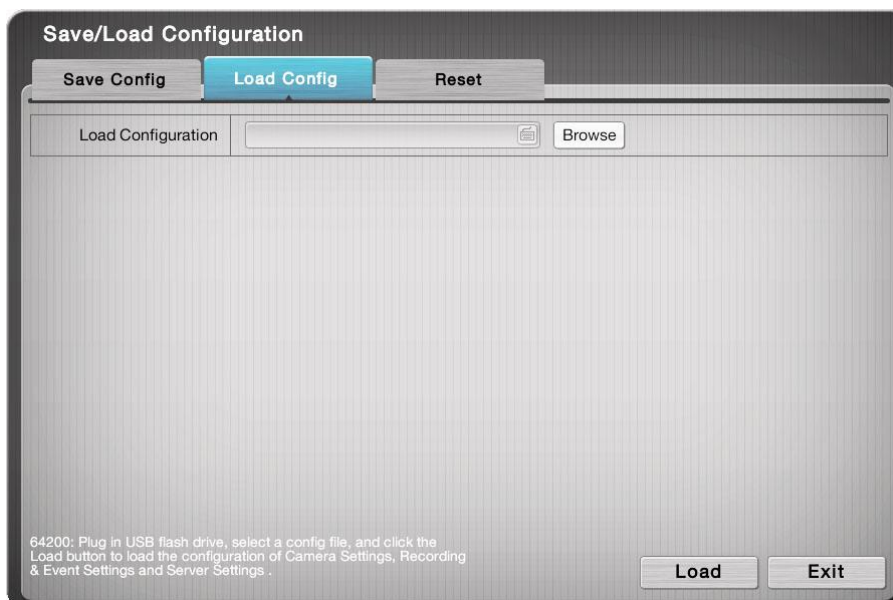 Save/Load Configuration
Save Config Load Config Reset
Load Configuration Browse
64200: Plug in USB flash drive, select a config file, and click the
Load button to load the configuration of Camera Settings, Recording
& Event Settings and Server Settings .
Load Exit